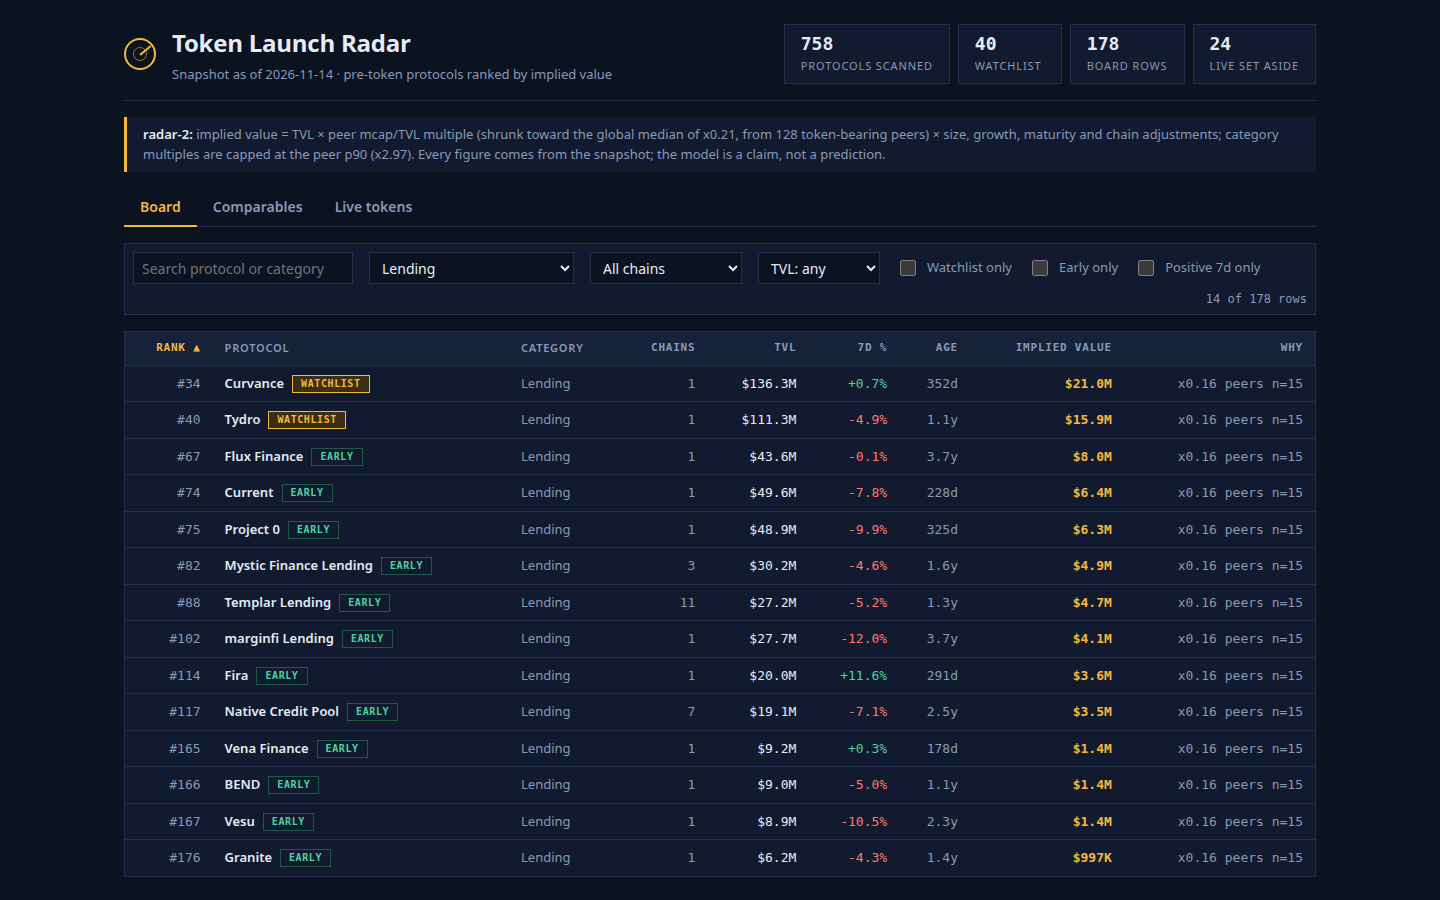 Token Launch Radar
Snapshot as of 2026-11-14 · pre-token protocols ranked by implied value
758
PROTOCOLS SCANNED
40
WATCHLIST
178
BOARD ROWS
24
LIVE SET ASIDE
radar-2: implied value = TVL × peer mcap/TVL multiple (shrunk toward the global median of x0.21, from 128 token-bearing peers) × size, growth, maturity and chain adjustments; category
multiples are capped at the peer p90 (x2.97). Every figure comes from the snapshot; the model is a claim, not a prediction.
Board Comparables Live tokens
Search protocol or category Lending All chains TVL: any Watchlist only Early only Positive 7d only
14 of 178 rows
RANK ▲ PROTOCOL CATEGORY CHAINS TVL 7D % AGE IMPLIED VALUE WHY
#34 Curvance WATCHLIST Lending 1 $136.3M +0.7% 352d $21.0M x0.16 peers n=15
#40 Tydro WATCHLIST Lending 1 $111.3M -4.9% 1.1y $15.9M x0.16 peers n=15
#67 Flux Finance EARLY Lending 1 $43.6M -0.1% 3.7y $8.0M x0.16 peers n=15
#74 Current EARLY Lending 1 $49.6M -7.8% 228d $6.4M x0.16 peers n=15
#75 Project 0 EARLY Lending 1 $48.9M -9.9% 325d $6.3M x0.16 peers n=15
#82 Mystic Finance Lending EARLY Lending 3 $30.2M -4.6% 1.6y $4.9M x0.16 peers n=15
#88 Templar Lending EARLY Lending 11 $27.2M -5.2% 1.3y $4.7M x0.16 peers n=15
#102 marginfi Lending EARLY Lending 1 $27.7M -12.0% 3.7y $4.1M x0.16 peers n=15
#114 Fira EARLY Lending 1 $20.0M +11.6% 291d $3.6M x0.16 peers n=15
#117 Native Credit Pool EARLY Lending 7 $19.1M -7.1% 2.5y $3.5M x0.16 peers n=15
#165 Vena Finance EARLY Lending 1 $9.2M +0.3% 178d $1.4M x0.16 peers n=15
#166 BEND EARLY Lending 1 $9.0M -5.0% 1.1y $1.4M x0.16 peers n=15
#167 Vesu EARLY Lending 1 $8.9M -10.5% 2.3y $1.4M x0.16 peers n=15
#176 Granite EARLY Lending 1 $6.2M -4.3% 1.4y $997K x0.16 peers n=15